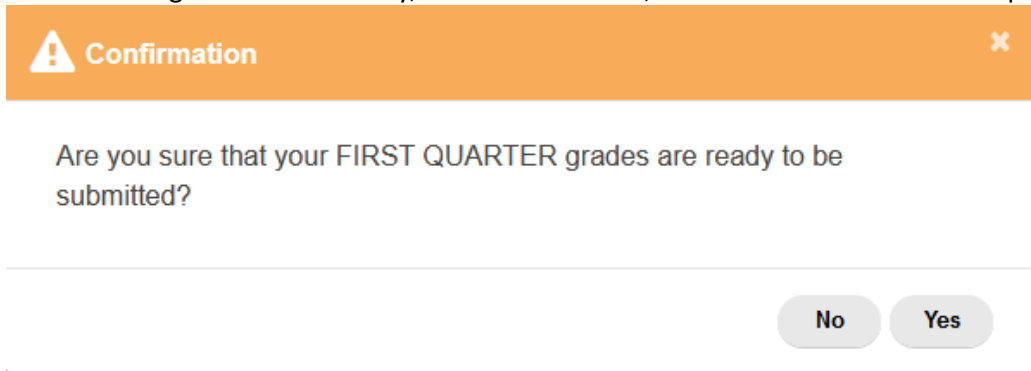 Confirmation
Are you sure that your FIRST QUARTER grades are ready to be
submitted?
No Yes